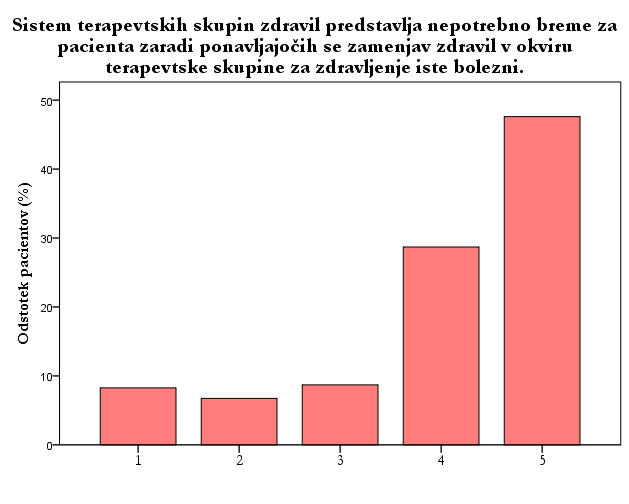 Sistem terapevtskih skupin zdravil predstavlja nepotrebno breme za
pacienta zaradi ponavljajočih se zamenjav zdravil v okviru
terapevtske skupine za zdravljenje iste bolezni.
Odstotek pacientov (%)
50
40
30
20
10
0
1 2 3 4 5